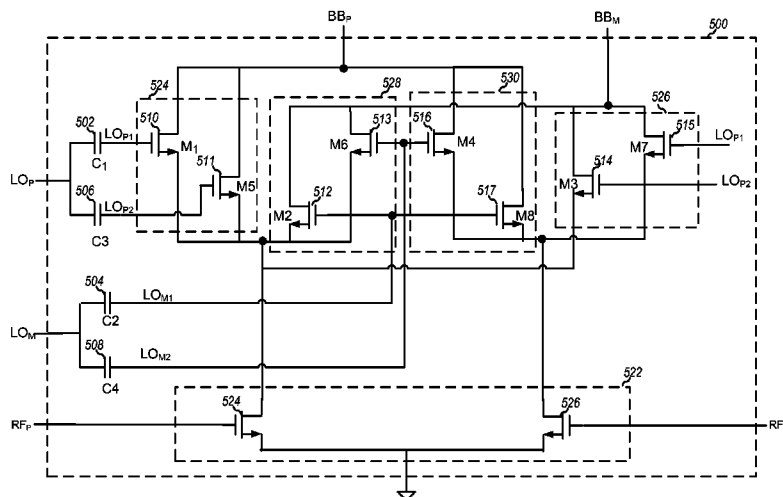 BBP BBM
500
524 528 530 526
502 LOP1 510 513 516 515 LOP1
C1 M1 M6 M4 M7
LOP 511 514
506 LOP2 M5 512 517 M3 LOP2
C3 M2 M8
504 LOM1
C2
LOM
508 LOM2
C4
522
524 526
RFP RF